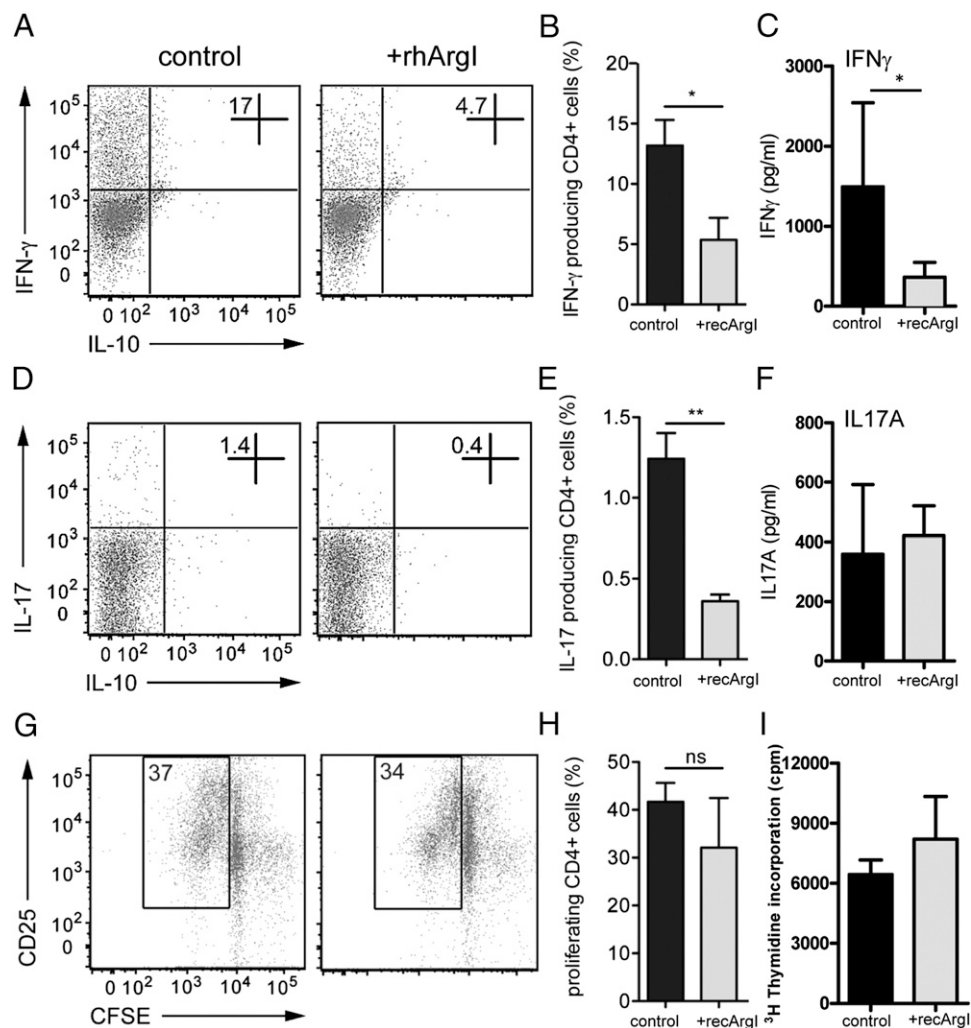 A
control
+rhArgI
17
4.7
10⁵
10⁴
10³
10²
0
IFN-γ
0 10² 10³ 10⁴ 10⁵
IL-10
B
IFN-γ producing CD4+ cells (%)
20
15
10
5
0
*
control
+recArgI
C
IFNγ
IFNγ (pg/ml)
3000
2000
1000
0
*
control
+recArgI
D
1.4
0.4
10⁵
10⁴
10³
10²
0
IL-17
0 10² 10³ 10⁴ 10⁵
IL-10
E
IL-17 producing CD4+ cells (%)
1.5
1.0
0.5
0.0
**
control
+recArgI
F
IL17A
IL17A (pg/ml)
800
600
400
200
0
control
+recArgI
G
37
34
10⁵
10⁴
10³
10²
0
CD25
0 10² 10³ 10⁴ 10⁵
CFSE
H
proliferating CD4+ cells (%)
50
40
30
20
10
0
ns
control
+recArgI
I
³H Thymidine incorporation (cpm)
12000
9000
6000
3000
0
control
+recArgI